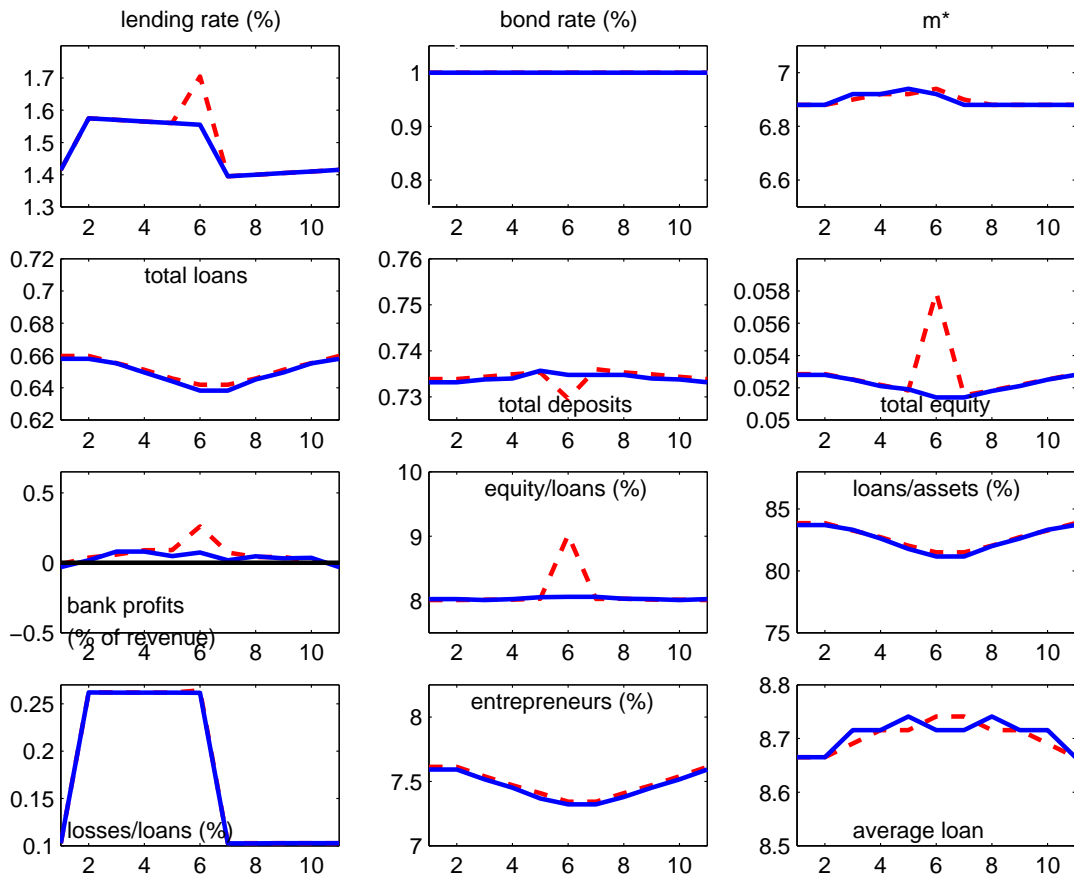 lending rate (%)
bond rate (%)
m*
1.7
1.6
1.5
1.4
1.3
2 4 6 8 10
1
0.9
0.8
2 4 6 8 10
7
6.8
6.6
2 4 6 8 10
total loans
0.72
0.7
0.68
0.66
0.64
0.62
2 4 6 8 10
0.76
0.75
0.74
0.73
total deposits
2 4 6 8 10
0.058
0.056
0.054
0.052
0.05
total equity
2 4 6 8 10
0.5
0
−0.5
bank profits
(% of revenue)
2 4 6 8 10
equity/loans (%)
10
9
8
2 4 6 8 10
loans/assets (%)
85
80
75
2 4 6 8 10
0.25
0.2
0.15
0.1
losses/loans (%)
2 4 6 8 10
entrepreneurs (%)
8
7.5
7
2 4 6 8 10
8.8
8.7
8.6
8.5
average loan
2 4 6 8 10